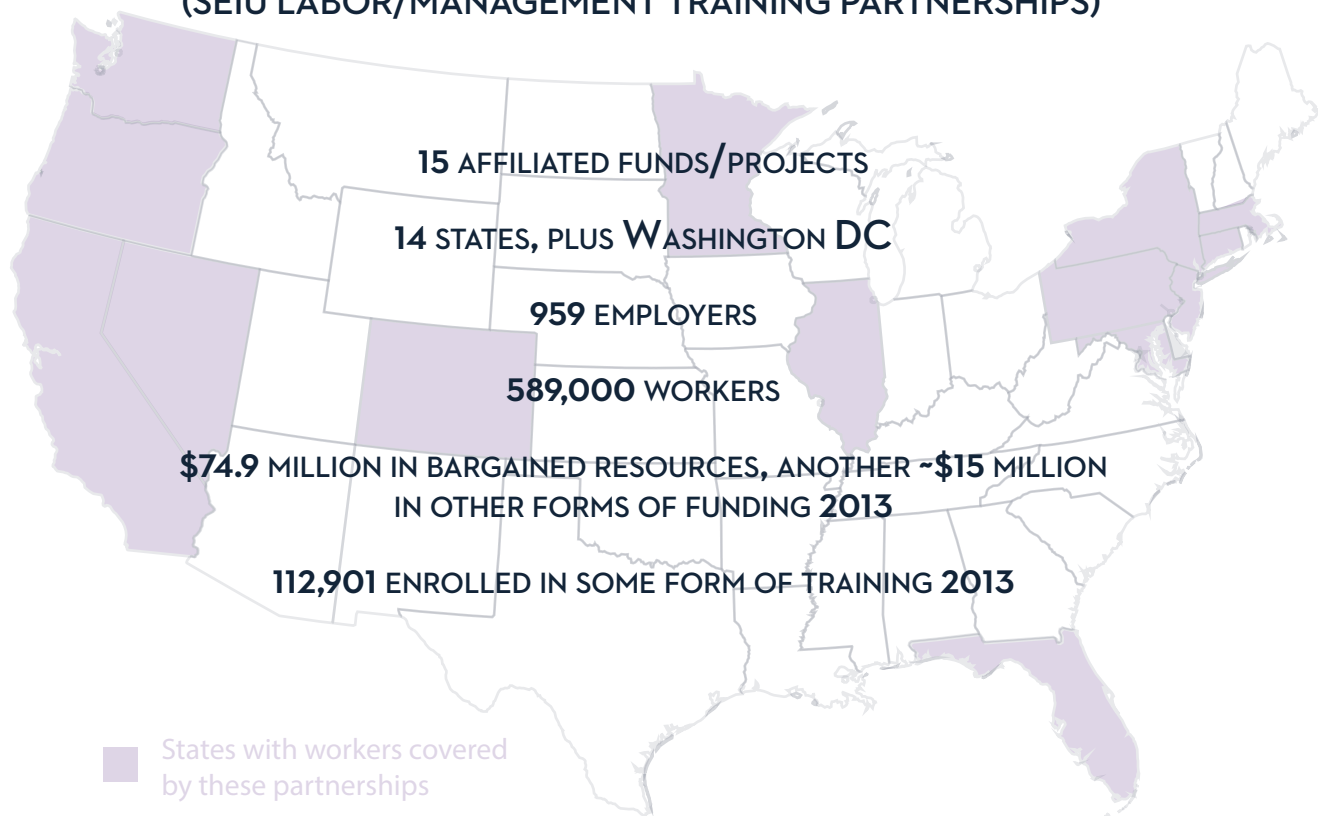 (SEIU LABOR/MANAGEMENT TRAINING PARTNERSHIPS)
15 AFFILIATED FUNDS/PROJECTS
14 STATES, PLUS WASHINGTON DC
959 EMPLOYERS
589,000 WORKERS
$74.9 MILLION IN BARGAINED RESOURCES, ANOTHER ~$15 MILLION
IN OTHER FORMS OF FUNDING 2013
112,901 ENROLLED IN SOME FORM OF TRAINING 2013
States with workers covered
by these partnerships